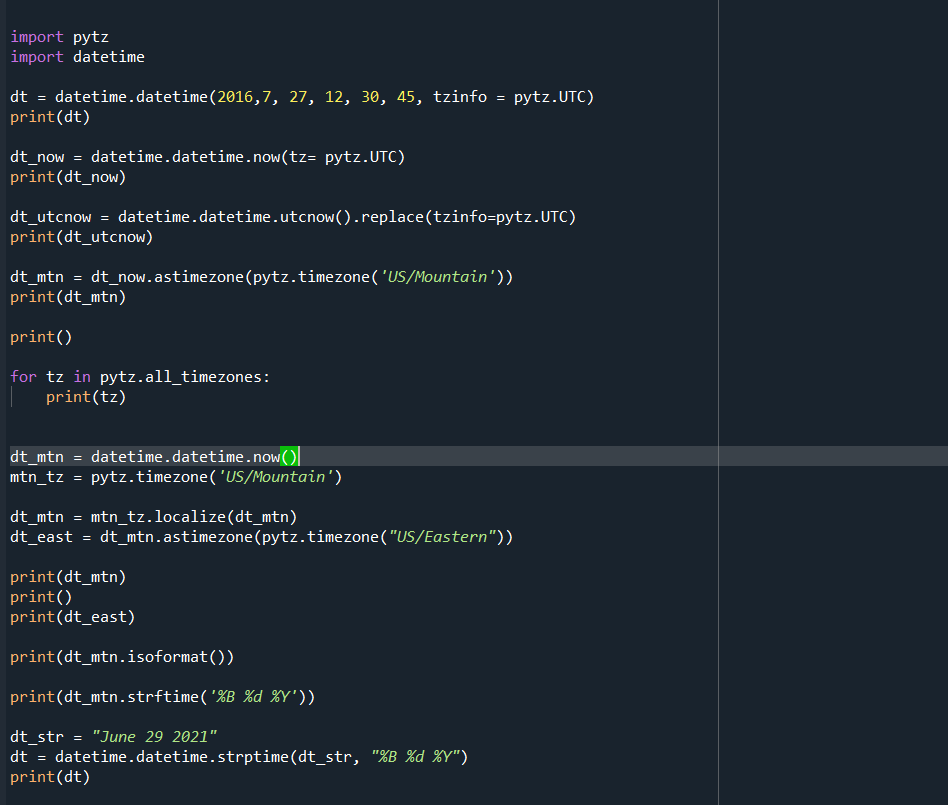 import pytz
import datetime
dt = datetime.datetime(2016,7, 27, 12, 30, 45, tzinfo = pytz.UTC)
print(dt)
dt_now = datetime.datetime.now(tz= pytz.UTC)
print(dt_now)
dt_utcnow = datetime.datetime.utcnow().replace(tzinfo=pytz.UTC)
print(dt_utcnow)
dt_mtn = dt_now.astimezone(pytz.timezone('US/Mountain'))
print(dt_mtn)
print()
for tz in pytz.all_timezones:
    print(tz)
dt_mtn = datetime.datetime.now()
mtn_tz = pytz.timezone('US/Mountain')
dt_mtn = mtn_tz.localize(dt_mtn)
dt_east = dt_mtn.astimezone(pytz.timezone("US/Eastern"))
print(dt_mtn)
print()
print(dt_east)
print(dt_mtn.isoformat())
print(dt_mtn.strftime('%B %d %Y'))
dt_str = "June 29 2021"
dt = datetime.datetime.strptime(dt_str, "%B %d %Y")
print(dt)